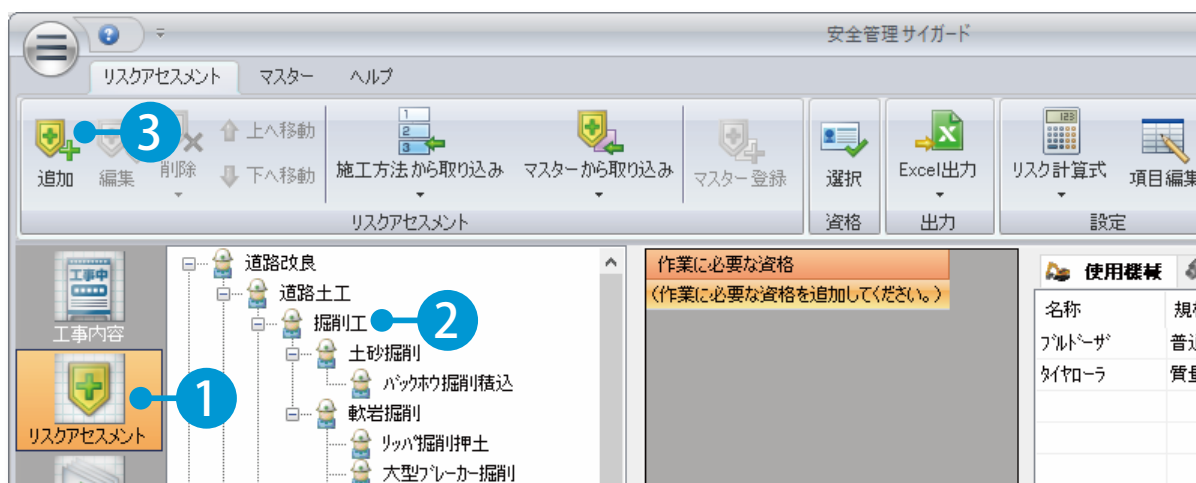 安全管理 サイガード
リスクアセスメント マスター ヘルプ
3
追加 編集 削除 上へ移動 下へ移動 施工方法から取り込み マスターから取り込み マスター登録 選択 Excel出力 リスク計算式 項目編集
リスクアセスメント 資格 出力 設定
工事中
工事内容
1
リスクアセスメント
道路改良
道路土工
掘削工
2
土砂掘削
バックホウ掘削積込
軟岩掘削
リッパ掘削押土
大型ブレーカー掘削
作業に必要な資格
(作業に必要な資格を追加してください。)
使用機械
名称 規格
ブルドーザ 普通
タイヤローラ 質量